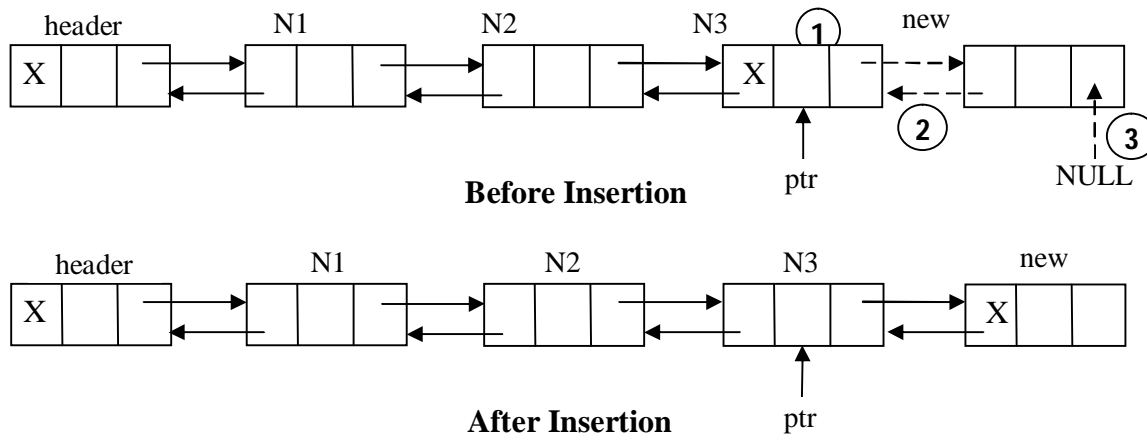 header N1 N2 N3 1 new
X X
2 3
ptr NULL
Before Insertion
header N1 N2 N3 new
X X
ptr
After Insertion